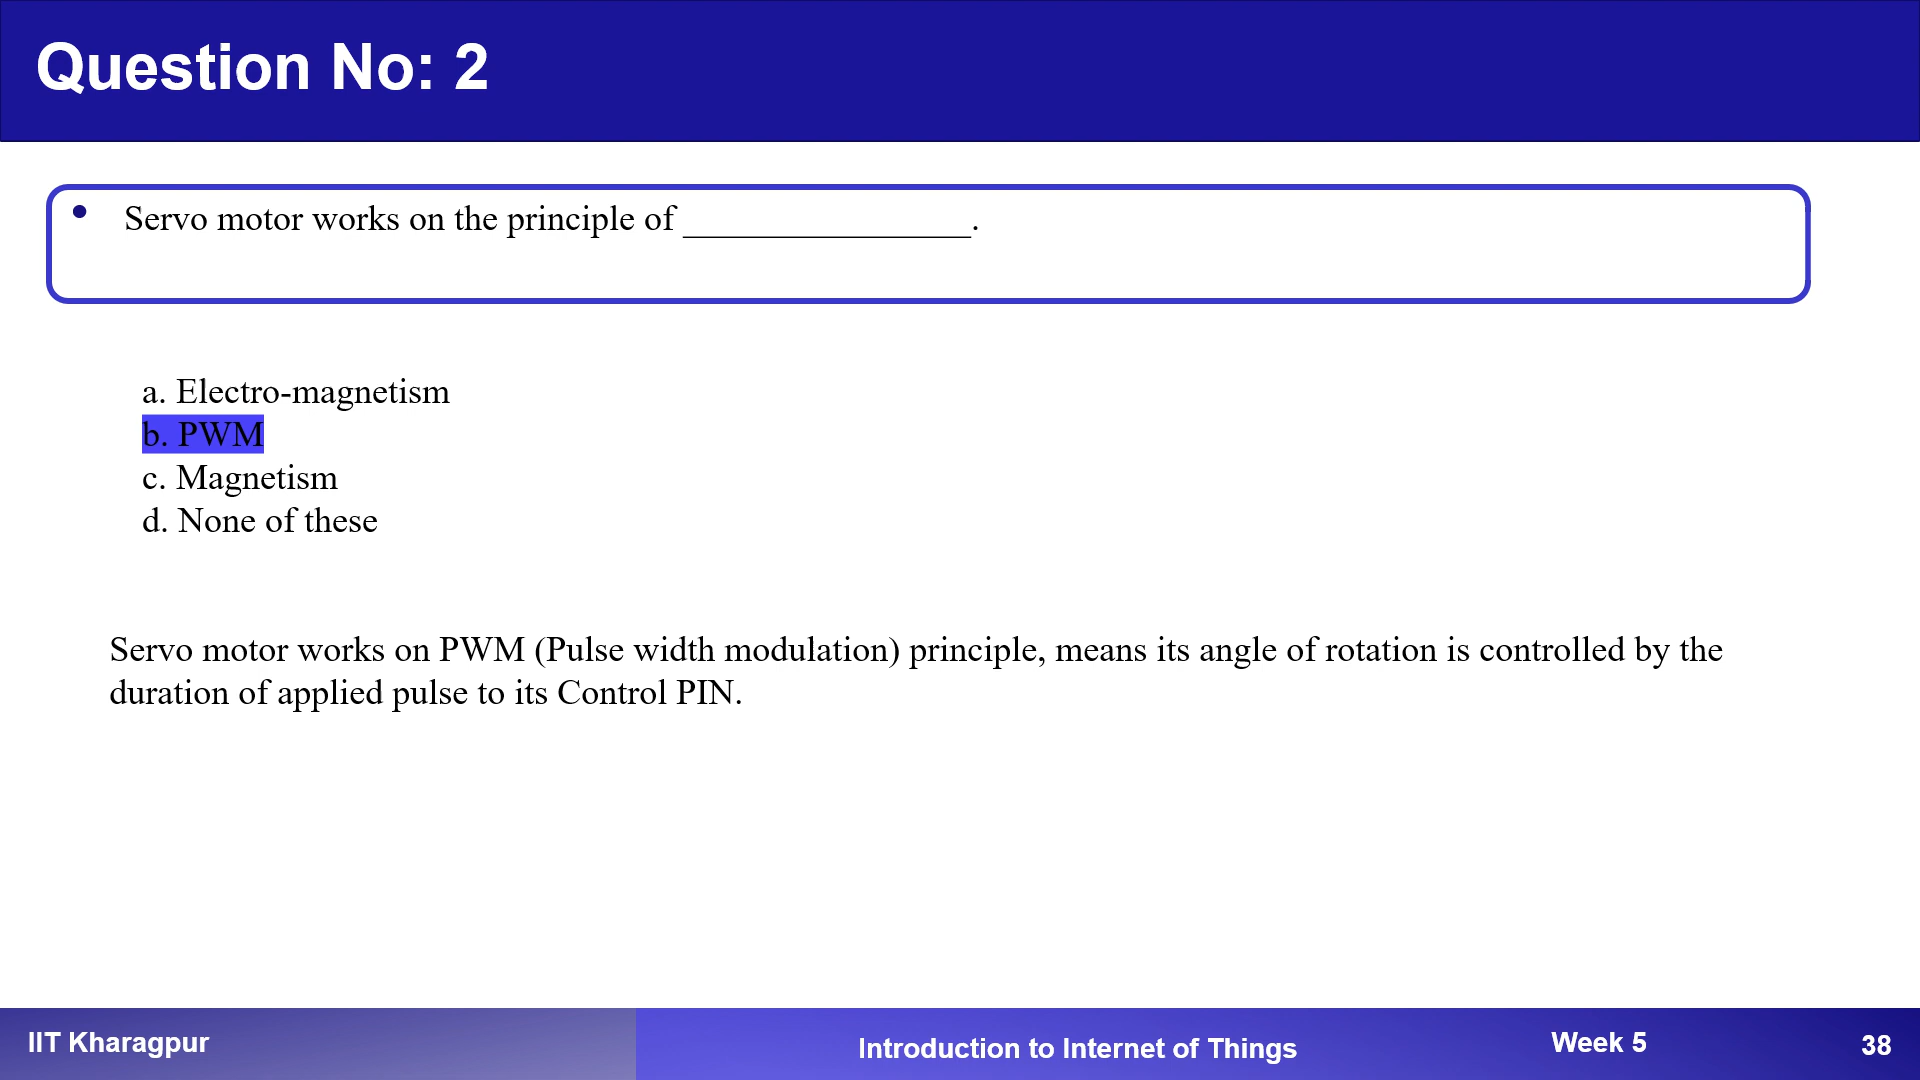 Question No: 2
• Servo motor works on the principle of ________________.
a. Electro-magnetism
b. PWM
c. Magnetism
d. None of these
Servo motor works on PWM (Pulse width modulation) principle, means its angle of rotation is controlled by the
duration of applied pulse to its Control PIN.
IIT Kharagpur
Introduction to Internet of Things
Week 5
38